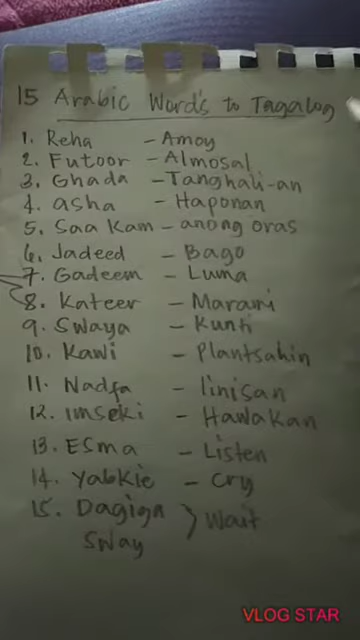 15 Arabic Words to Tagalog
1. Reha - Amoy
2. Futoor - Almosal
3. Ghada - Tanghali-an
4. asha - Haponan
5. Saa Kam - anong oras
6. Jadeed - Bago
7. Gadeem - Luma
8. Kateer - Marami
9. Swaya - Kunti
10. Kawi - Plantsahin
11. Nadfa - linisan
12. imseki - Hawakan
13. Esma - Listen
14. Yabkie - Cry
15. Dagiga } Wait
Sway
VLOG STAR